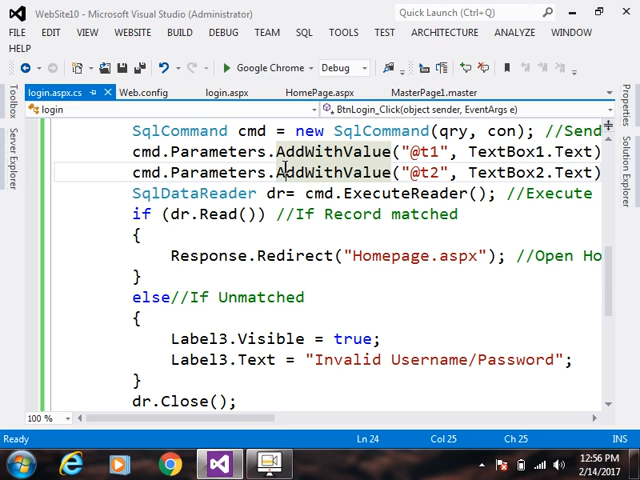 WebSite10 - Microsoft Visual Studio (Administrator)
Quick Launch (Ctrl+Q)
FILE EDIT VIEW WEBSITE BUILD DEBUG TEAM SQL TOOLS TEST ARCHITECTURE ANALYZE WINDOW
HELP
Google Chrome Debug
login.aspx.cs Web.config login.aspx HomePage.aspx MasterPage1.master
login BtnLogin_Click(object sender, EventArgs e)
Toolbox
Server Explorer
SqlCommand cmd = new SqlCommand(qry, con); //Send
cmd.Parameters.AddWithValue("@t1", TextBox1.Text)
cmd.Parameters.AddWithValue("@t2", TextBox2.Text)
SqlDataReader dr= cmd.ExecuteReader(); //Execute
if (dr.Read()) //If Record matched
{
Response.Redirect("Homepage.aspx"); //Open Ho
}
else//If Unmatched
{
Label3.Visible = true;
Label3.Text = "Invalid Username/Password";
}
dr.Close();
Solution Explorer
Properties
100 %
Ready Ln 24 Col 25 Ch 25 INS
12:56 PM
2/14/2017